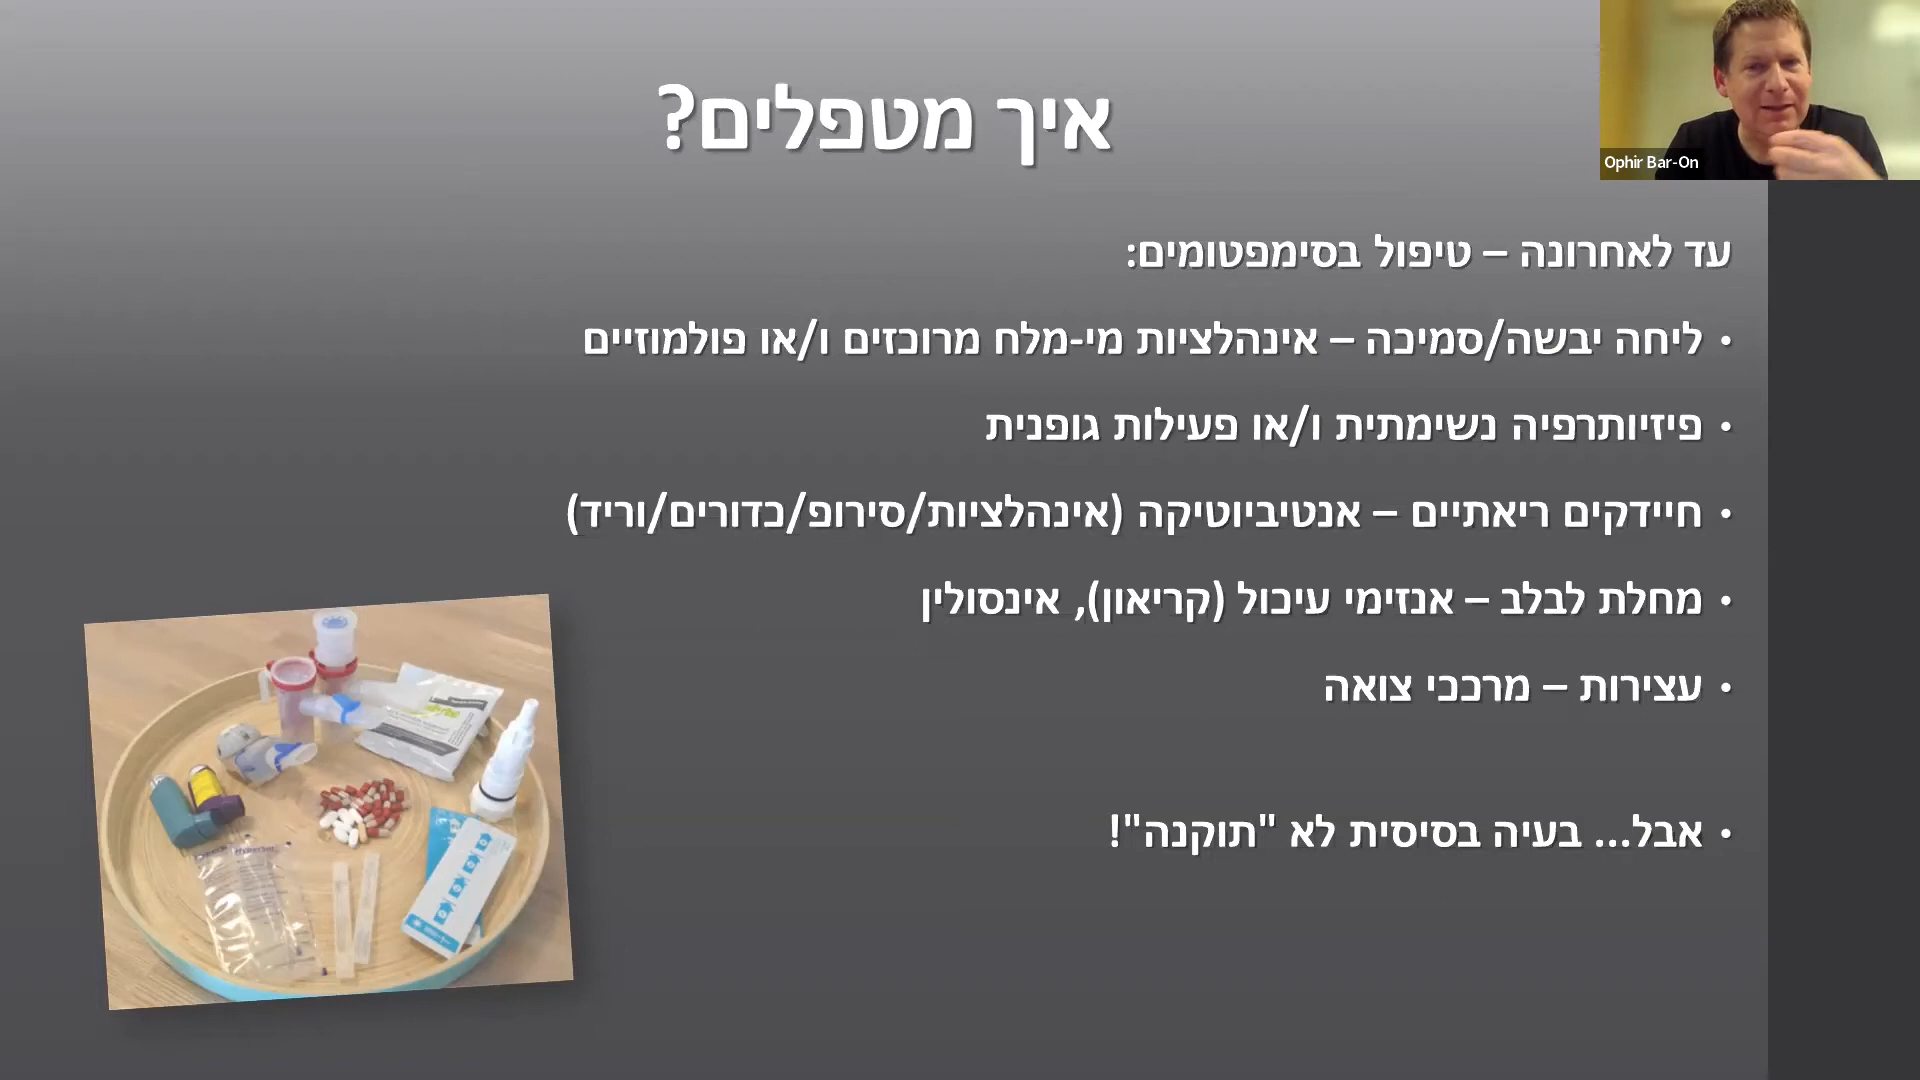 איך מטפלים?
Ophir Bar-On
עד לאחרונה – טיפול בסימפטומים:
• ליחה יבשה/סמיכה – אינהלציות מי-מלח מרוכזים ו/או פולמוזיים
• פיזיותרפיה נשימתית ו/או פעילות גופנית
• חיידקים ריאתיים – אנטיביוטיקה (אינהלציות/סירופ/כדורים/וריד)
• מחלת לבלב – אנזימי עיכול (קריאון), אינסולין
• עצירות – מרככי צואה
• אבל... בעיה בסיסית לא "תוקנה"!